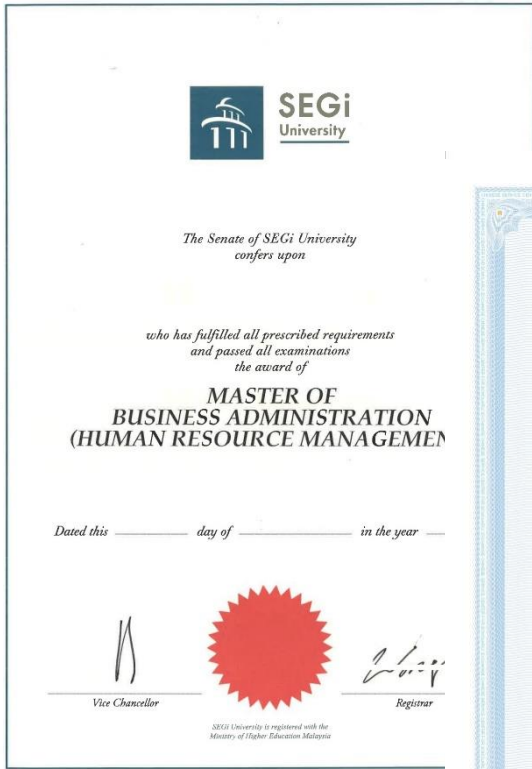 SEGi
University
The Senate of SEGi University
confers upon
who has fulfilled all prescribed requirements
and passed all examinations
the award of
MASTER OF
BUSINESS ADMINISTRATION
(HUMAN RESOURCE MANAGEMEN
Dated this day of in the year
Vice Chancellor
Registrar
SEGi University is registered with the
Ministry of Higher Education Malaysia